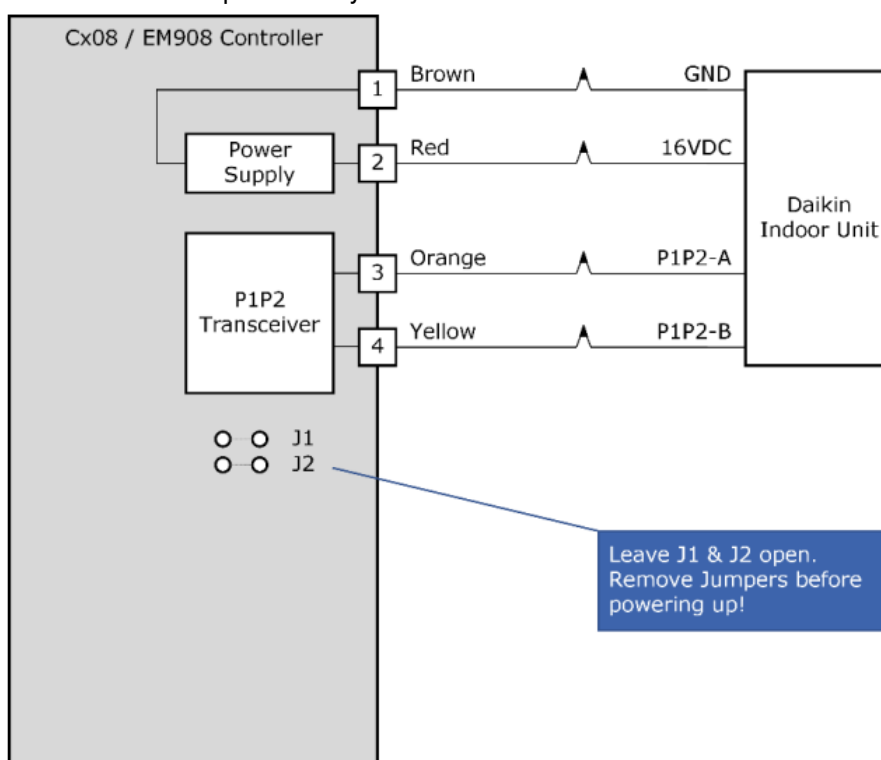 Cx08 / EM908 Controller
1 Brown GND
Power
Supply
2 Red 16VDC
Daikin
Indoor Unit
3 Orange P1P2-A
P1P2
Transceiver
4 Yellow P1P2-B
J1
J2
Leave J1 & J2 open.
Remove Jumpers before
powering up!